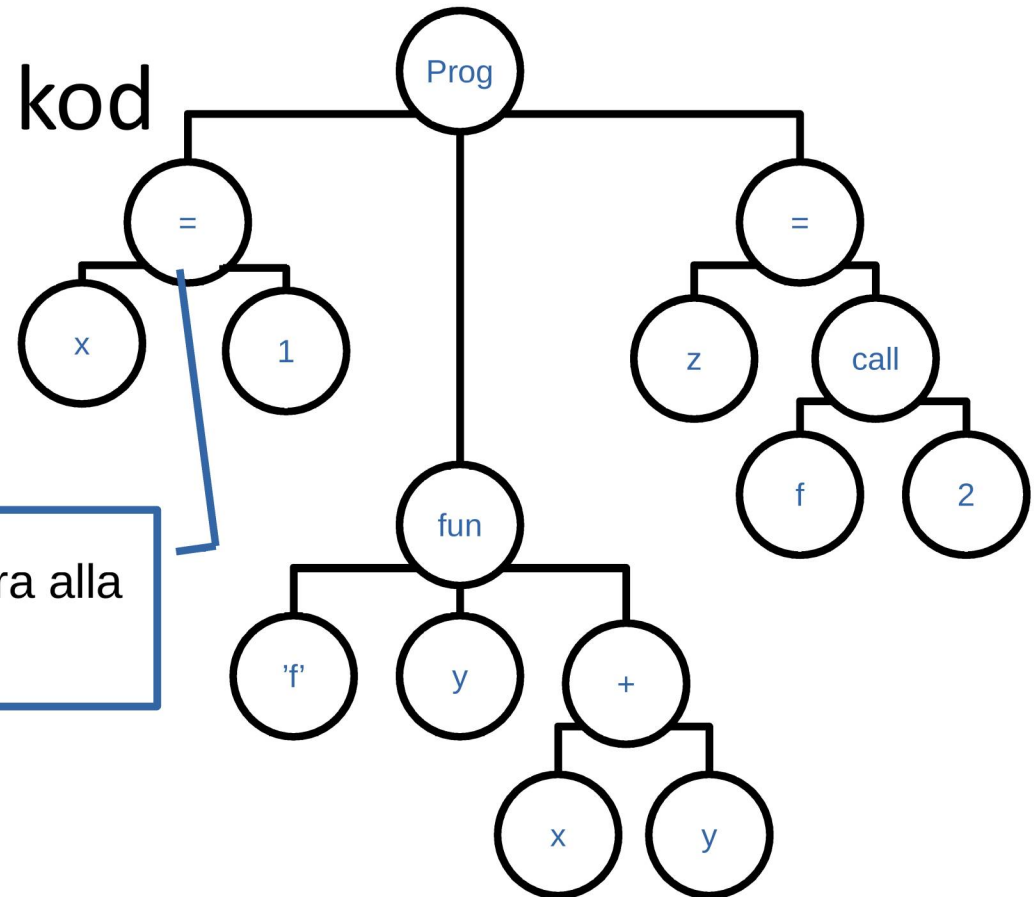 kod
Prog
=
=
x
1
z
call
f
2
fun
ra alla
’f’
y
+
x
y